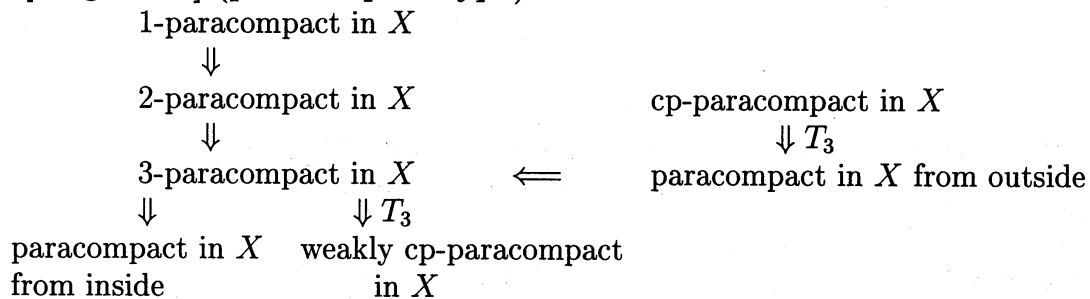 1-paracompact in X
⇓
2-paracompact in X cp-paracompact in X
⇓ ⇓ T₃
3-paracompact in X ⟸ paracompact in X from outside
⇓ ⇓ T₃
paracompact in X weakly cp-paracompact
from inside in X